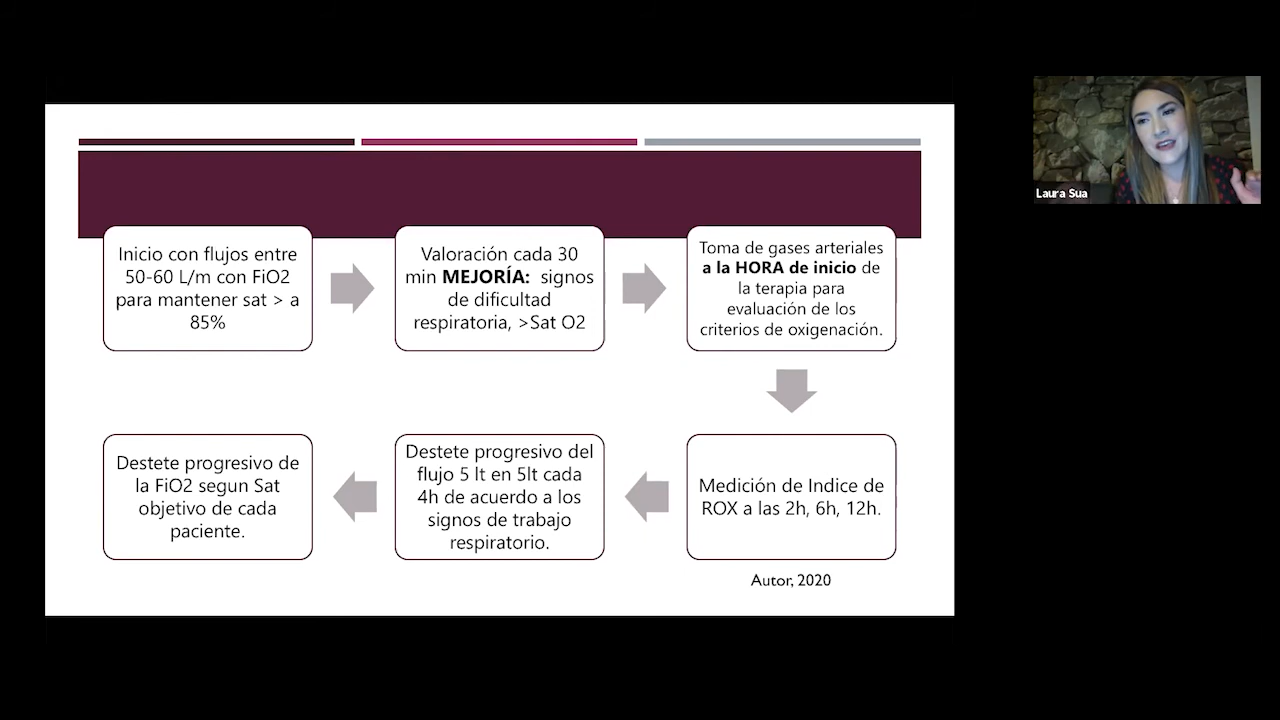 Inicio con flujos entre
50-60 L/m con FiO2
para mantener sat > a
85%
Valoración cada 30
min MEJORÍA: signos
de dificultad
respiratoria, >Sat O2
Toma de gases arteriales
a la HORA de inicio de
la terapia para
evaluación de los
criterios de oxigenación.
Medición de Indice de
ROX a las 2h, 6h, 12h.
Destete progresivo del
flujo 5 lt en 5lt cada
4h de acuerdo a los
signos de trabajo
respiratorio.
Destete progresivo de
la FiO2 segun Sat
objetivo de cada
paciente.
Autor, 2020
Laura Sua